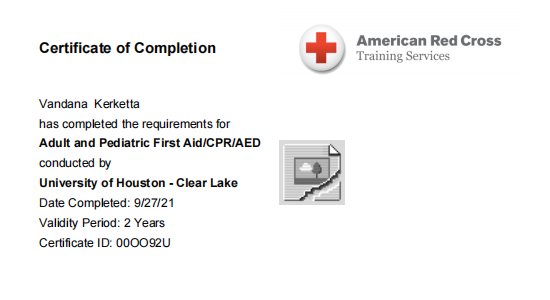 Certificate of Completion
American Red Cross
Training Services
Vandana  Kerketta
has completed the requirements for
Adult and Pediatric First Aid/CPR/AED
conducted by
University of Houston - Clear Lake
Date Completed: 9/27/21
Validity Period: 2 Years
Certificate ID: 00OO92U